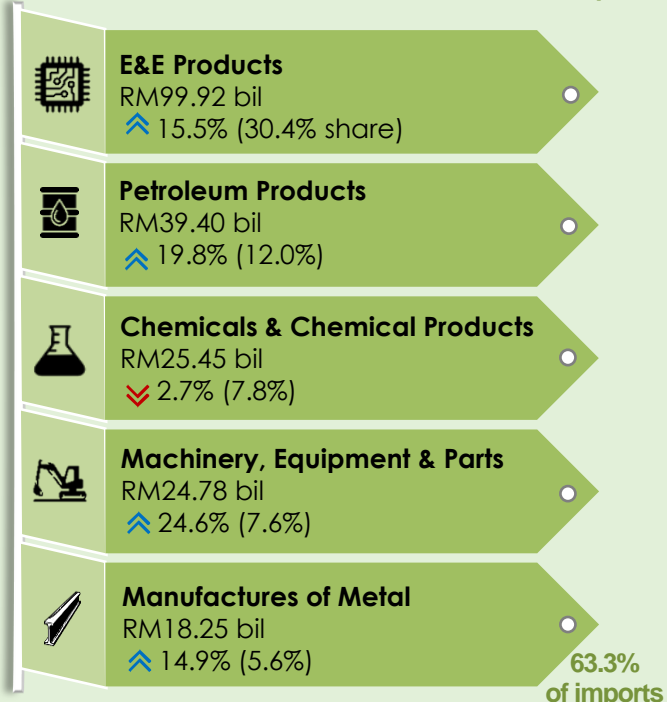 E&E Products
RM99.92 bil
15.5% (30.4% share)
Petroleum Products
RM39.40 bil
19.8% (12.0%)
Chemicals & Chemical Products
RM25.45 bil
2.7% (7.8%)
Machinery, Equipment & Parts
RM24.78 bil
24.6% (7.6%)
Manufactures of Metal
RM18.25 bil
14.9% (5.6%)
63.3%
of imports